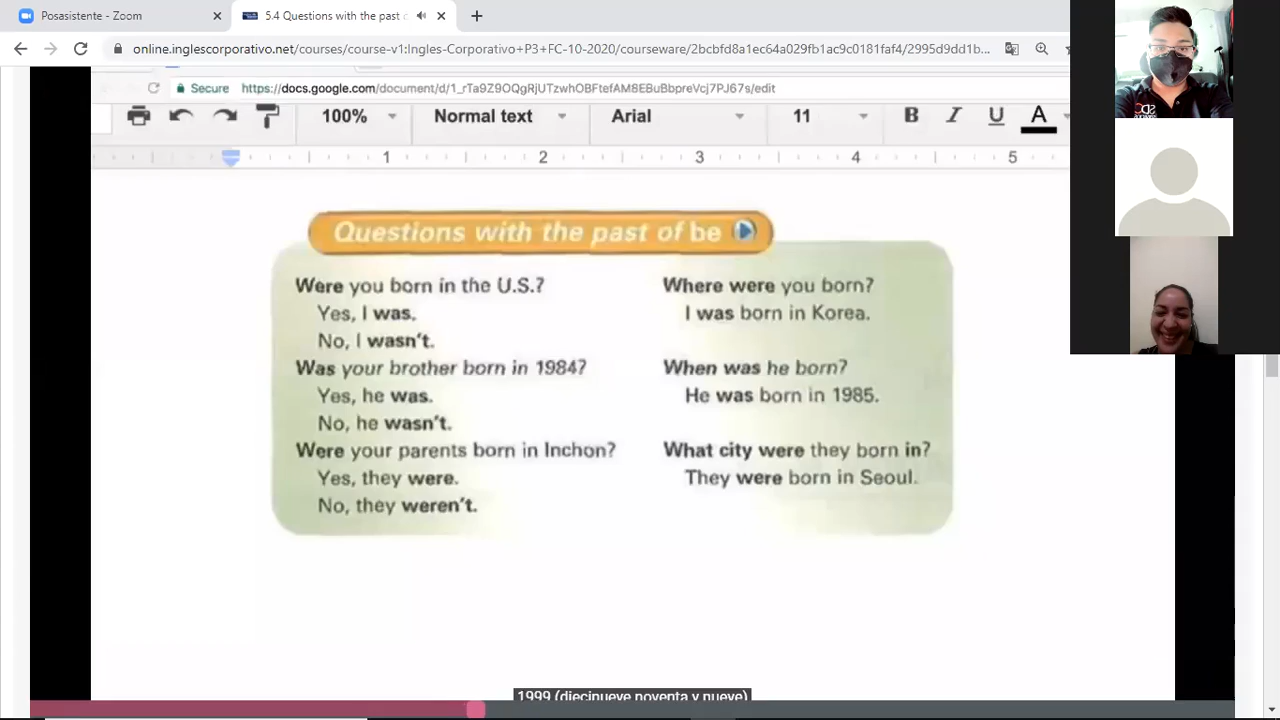 Posasistente - Zoom
5.4 Questions with the past o
online.inglescorporativo.net/courses/course-v1:Ingles-Corporativo+P3+FC-10-2020/courseware/2bcbfd8a1ec64a029fb1ac9c0181faf4/2995d9dd1b...
Secure https://docs.google.com/document/d/1_rTa9Z9OQgRjUTzwhOBFtefAM8EBuBbpreVcj7PJ67s/edit
100% Normal text Arial 11 B I U A
1 2 3 4 5
Questions with the past of be
Were you born in the U.S.?
Yes, I was.
No, I wasn't.
Was your brother born in 1984?
Yes, he was.
No, he wasn't.
Were your parents born in Inchon?
Yes, they were.
No, they weren't.
Where were you born?
I was born in Korea.
When was he born?
He was born in 1985.
What city were they born in?
They were born in Seoul.
1999 (diecinueve noventa y nueve)